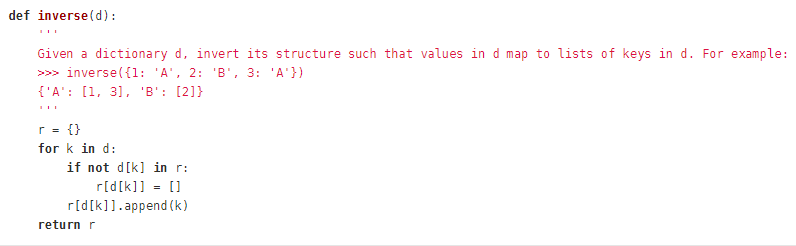 def inverse(d):
    '''
    Given a dictionary d, invert its structure such that values in d map to lists of keys in d. For example:
    >>> inverse({1: 'A', 2: 'B', 3: 'A'})
    {'A': [1, 3], 'B': [2]}
    '''
    r = {}
    for k in d:
        if not d[k] in r:
            r[d[k]] = []
        r[d[k]].append(k)
    return r